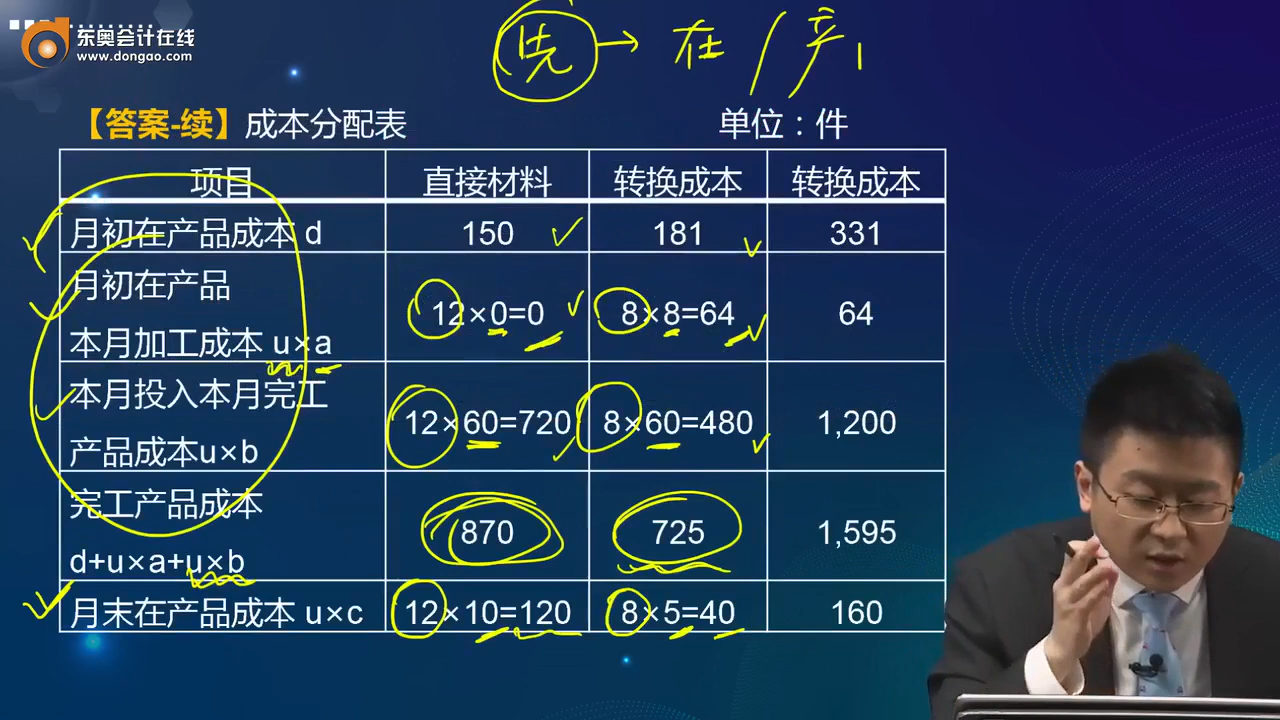 东奥会计在线
www.dongao.com
先→在/产
【答案-续】成本分配表 单位：件
项目 直接材料 转换成本 转换成本
月初在产品成本 d 150 181 331
月初在产品
本月加工成本 u×a 12×0=0 8×8=64 64
本月投入本月完工
产品成本u×b 12×60=720 8×60=480 1,200
完工产品成本
d+u×a+u×b 870 725 1,595
月末在产品成本 u×c 12×10=120 8×5=40 160